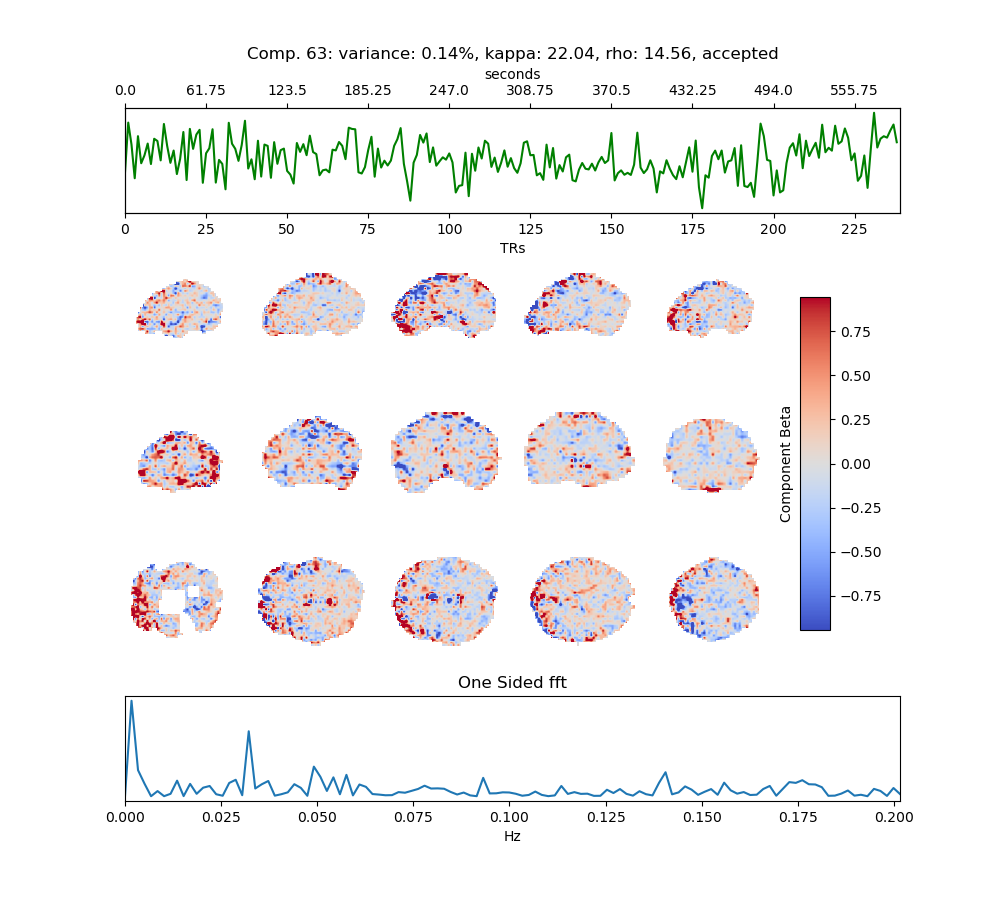 Comp. 63: variance: 0.14%, kappa: 22.04, rho: 14.56, accepted
seconds
0.0 61.75 123.5 185.25 247.0 308.75 370.5 432.25 494.0 555.75
0 25 50 75 100 125 150 175 200 225
TRs
0.75
0.50
0.25
0.00
−0.25
−0.50
−0.75
Component Beta
One Sided fft
0.000 0.025 0.050 0.075 0.100 0.125 0.150 0.175 0.200
Hz